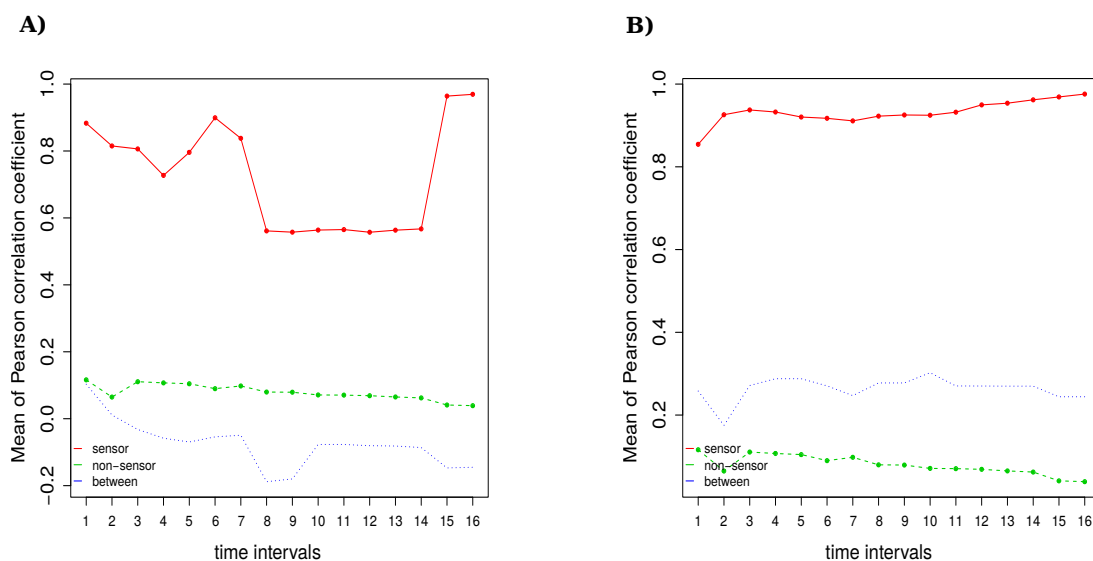 A)
Mean of Pearson correlation coefficient
1.0
0.8
0.6
0.4
0.2
0.0
−0.2
sensor
non−sensor
between
1 2 3 4 5 6 7 8 9 10 11 12 13 14 15 16
time intervals
B)
Mean of Pearson correlation coefficient
1.0
0.8
0.6
0.4
0.2
sensor
non−sensor
between
1 2 3 4 5 6 7 8 9 10 11 12 13 14 15 16
time intervals